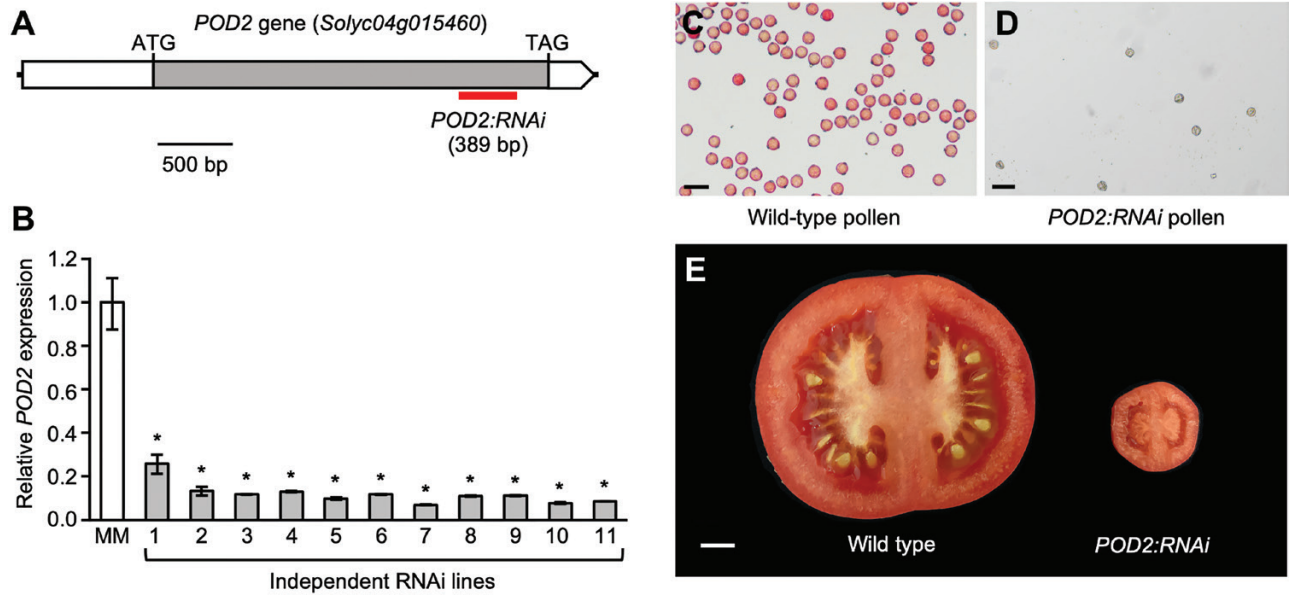 A
POD2 gene (Solyc04g015460)
ATG
TAG
POD2:RNAi
(389 bp)
500 bp
B
Relative POD2 expression
1.2
1.0
0.8
0.6
0.4
0.2
0.0
* * * * * * * * * * *
MM 1 2 3 4 5 6 7 8 9 10 11
Independent RNAi lines
C
Wild-type pollen
D
POD2:RNAi pollen
E
Wild type
POD2:RNAi